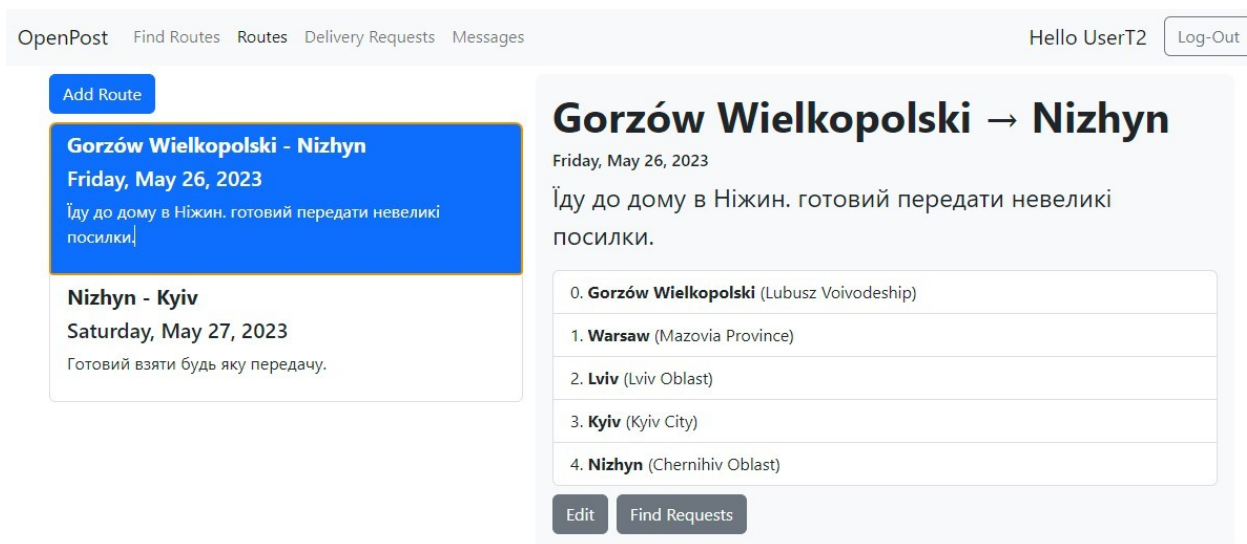 OpenPost Find Routes Routes Delivery Requests Messages Hello UserT2 Log-Out
Add Route
Gorzów Wielkopolski - Nizhyn
Friday, May 26, 2023
Їду до дому в Ніжин. готовий передати невеликі
посилки.
Nizhyn - Kyiv
Saturday, May 27, 2023
Готовий взяти будь яку передачу.
Gorzów Wielkopolski → Nizhyn
Friday, May 26, 2023
Їду до дому в Ніжин. готовий передати невеликі
посилки.
0. Gorzów Wielkopolski (Lubusz Voivodeship)
1. Warsaw (Mazovia Province)
2. Lviv (Lviv Oblast)
3. Kyiv (Kyiv City)
4. Nizhyn (Chernihiv Oblast)
Edit Find Requests